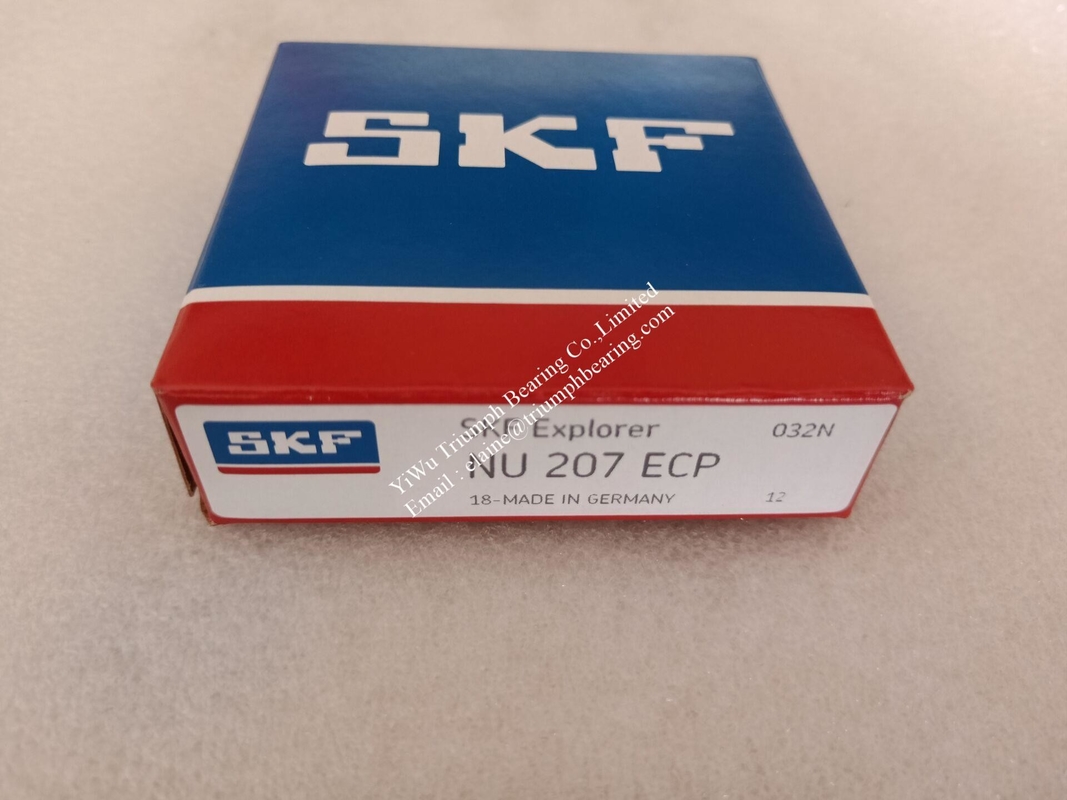 SKF
SKF
SKF Explorer
032N
NU 207 ECP
18-MADE IN GERMANY
12
YiWu Triumph Bearing Co.,Limited
Email : elaine@triumphbearing.com